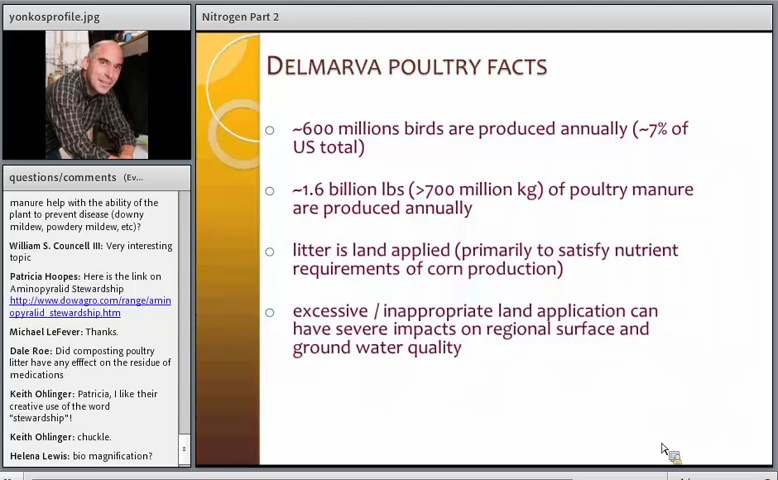 yonkosprofile.jpg
questions/comments (Ev...
manure help with the ability of the
plant to prevent disease (downy
mildew, powdery mildew, etc)?
William S. Councell III: Very interesting
topic
Patricia Hoopes: Here is the link on
Aminopyralid Stewardship
http://www.dowagro.com/range/amin
opyralid_stewardship.htm
Michael LeFever: Thanks.
Dale Roe: Did composting poultry
litter have any efffect on the residue of
medications
Keith Ohlinger: Patricia, I like their
creative use of the word
"stewardship"!
Keith Ohlinger: chuckle.
Helena Lewis: bio magnification?
Nitrogen Part 2
DELMARVA POULTRY FACTS
~600 millions birds are produced annually (~7% of
US total)
~1.6 billion lbs (>700 million kg) of poultry manure
are produced annually
litter is land applied (primarily to satisfy nutrient
requirements of corn production)
excessive / inappropriate land application can
have severe impacts on regional surface and
ground water quality